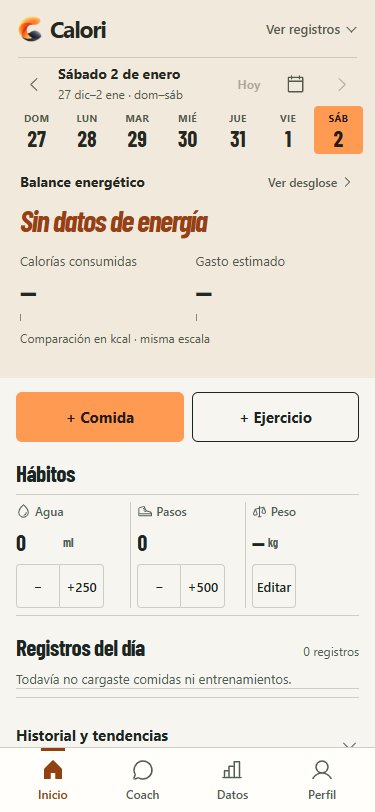 Calori
Ver registros
Sábado 2 de enero
27 dic–2 ene · dom–sáb
Hoy
DOM LUN MAR MIÉ JUE VIE SÁB
27 28 29 30 31 1 2
Balance energético
Ver desglose
Sin datos de energía
Calorías consumidas Gasto estimado
— —
Comparación en kcal · misma escala
+ Comida + Ejercicio
Hábitos
Agua Pasos Peso
0 ml 0 — kg
− +250 − +500 Editar
Registros del día
0 registros
Todavía no cargaste comidas ni entrenamientos.
Historial y tendencias
Inicio Coach Datos Perfil